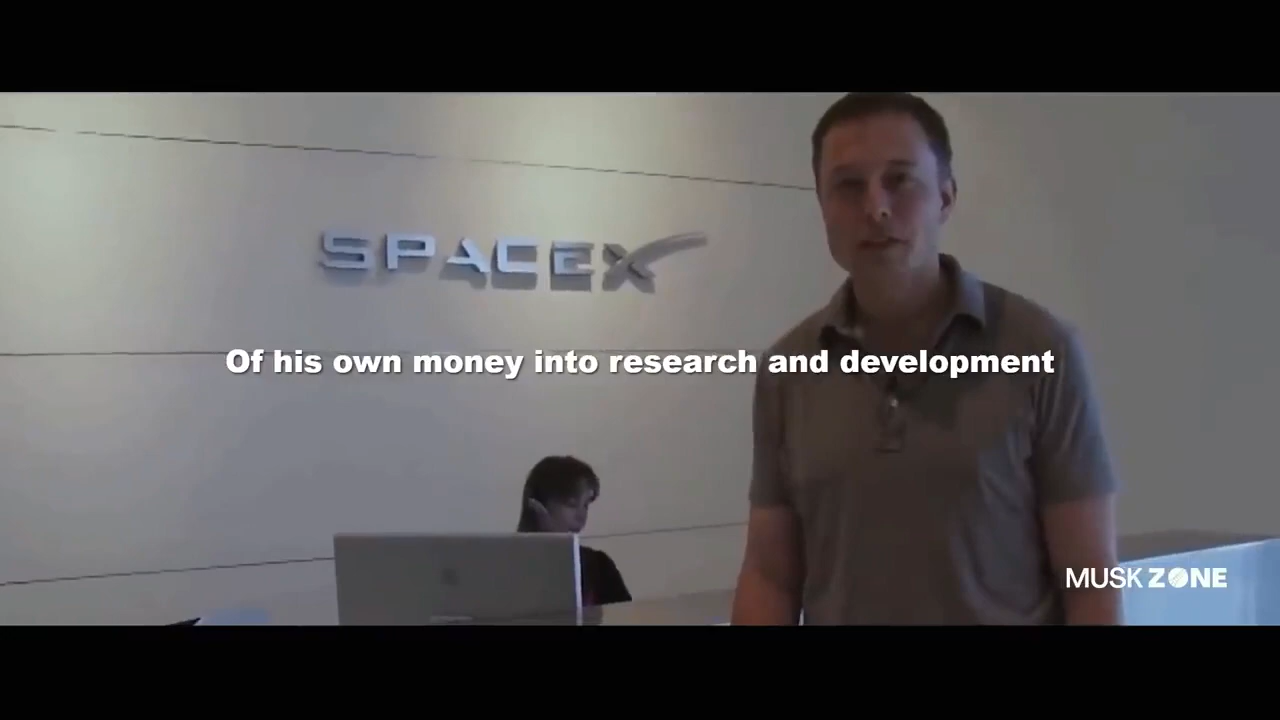 SPACEX
Of his own money into research and development
MUSK ZONE